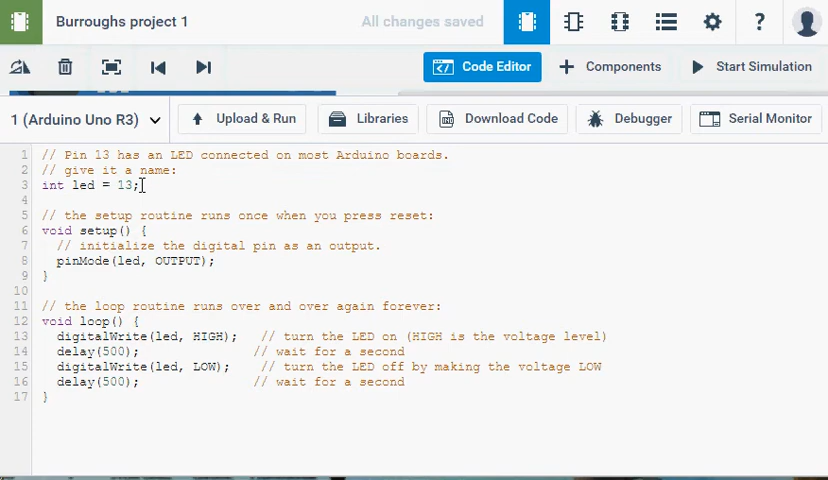 Burroughs project 1
All changes saved
?
Code Editor
Components
Start Simulation
1 (Arduino Uno R3)
Upload & Run
Libraries
Download Code
Debugger
Serial Monitor
1 // Pin 13 has an LED connected on most Arduino boards.
2 // give it a name:
3 int led = 13;
4
5 // the setup routine runs once when you press reset:
6 void setup() {
7 // initialize the digital pin as an output.
8 pinMode(led, OUTPUT);
9 }
10
11 // the loop routine runs over and over again forever:
12 void loop() {
13 digitalWrite(led, HIGH); // turn the LED on (HIGH is the voltage level)
14 delay(500); // wait for a second
15 digitalWrite(led, LOW); // turn the LED off by making the voltage LOW
16 delay(500); // wait for a second
17 }